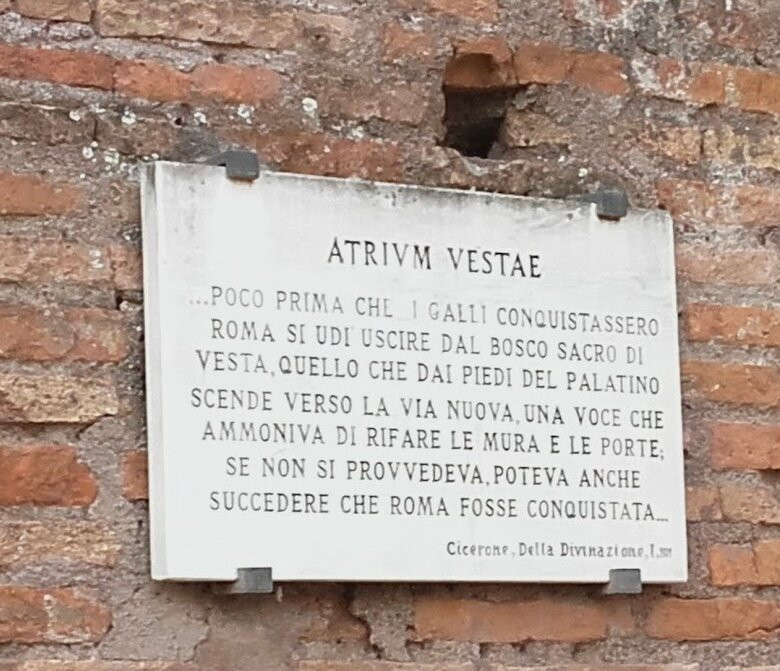 ATRIVM VESTAE
...POCO PRIMA CHE I GALLI CONQUISTASSERO
ROMA SI UDI USCIRE DAL BOSCO SACRO DI
VESTA, QUELLO CHE DAI PIEDI DEL PALATINO
SCENDE VERSO LA VIA NUOVA, UNA VOCE CHE
AMMONIVA DI RIFARE LE MURA E LE PORTE;
SE NON SI PROVVEDEVA, POTEVA ANCHE
SUCCEDERE CHE ROMA FOSSE CONQUISTATA...
Cicerone, Della Divinazione, I,